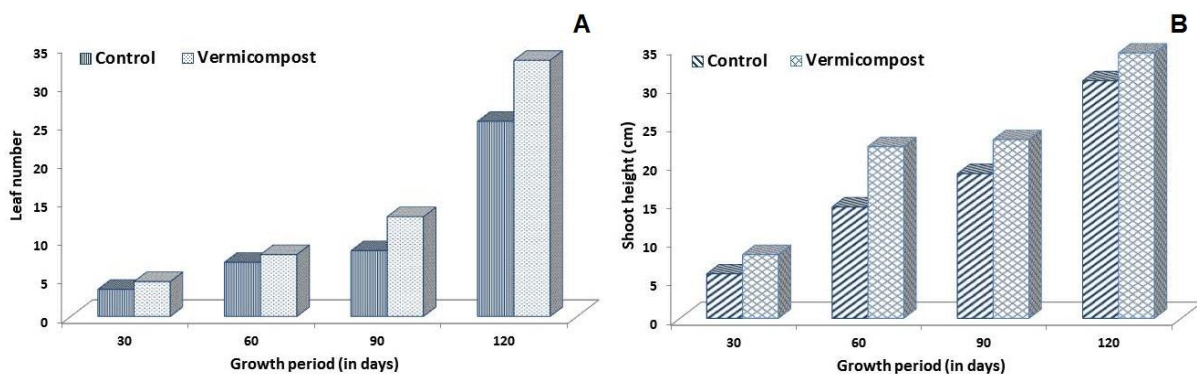 A
Control Vermicompost
35
30
25
20
15
10
5
0
Leaf number
30 60 90 120
Growth period (in days)
B
Control Vermicompost
35
30
25
20
15
10
5
0
Shoot height (cm)
30 60 90 120
Growth period (in days)